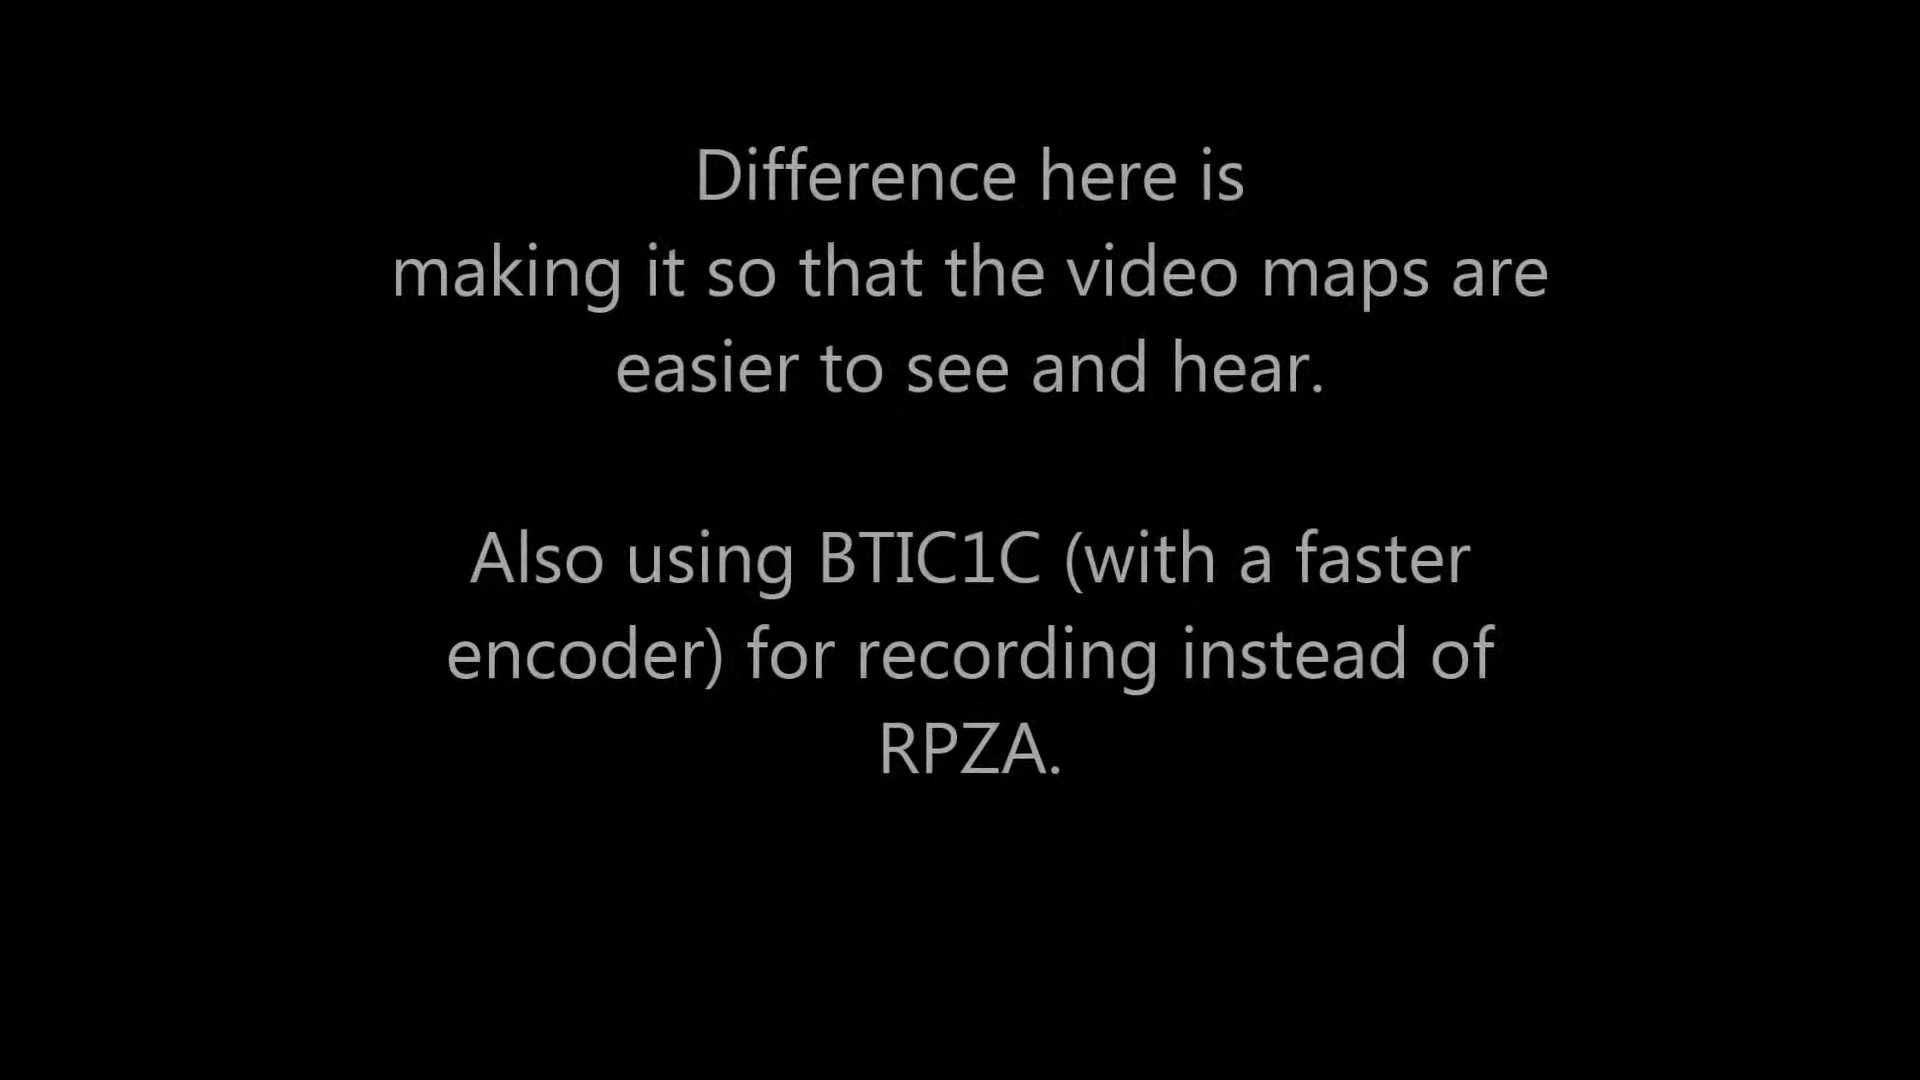 Difference here is
making it so that the video maps are
easier to see and hear.
Also using BTIC1C (with a faster
encoder) for recording instead of
RPZA.